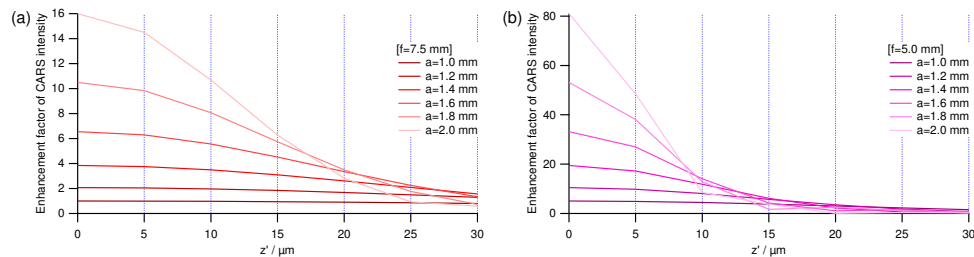 (a)
Enhancement factor of CARS intensity
16
14
12
10
8
6
4
2
0
[f=7.5 mm]
a=1.0 mm
a=1.2 mm
a=1.4 mm
a=1.6 mm
a=1.8 mm
a=2.0 mm
0 5 10 15 20 25 30
z' / µm
(b)
Enhancement factor of CARS intensity
80
60
40
20
0
[f=5.0 mm]
a=1.0 mm
a=1.2 mm
a=1.4 mm
a=1.6 mm
a=1.8 mm
a=2.0 mm
0 5 10 15 20 25 30
z' / µm